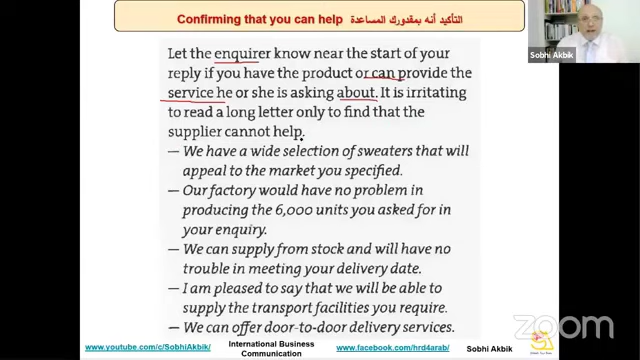 Confirming that you can help التأكيد أنه بمقدورك المساعدة
Sobhi Akbik
Let the enquirer know near the start of your
reply if you have the product or can provide the
service he or she is asking about. It is irritating
to read a long letter only to find that the
supplier cannot help.
– We have a wide selection of sweaters that will
appeal to the market you specified.
– Our factory would have no problem in
producing the 6,000 units you asked for in
your enquiry.
– We can supply from stock and will have no
trouble in meeting your delivery date.
– I am pleased to say that we will be able to
supply the transport facilities you require.
– We can offer door-to-door delivery services.
zoom
www.youtube.com/c/SobhiAkbik/ International Business www.facebook.com/hrd4arab/ Sobhi Akbik
Communication